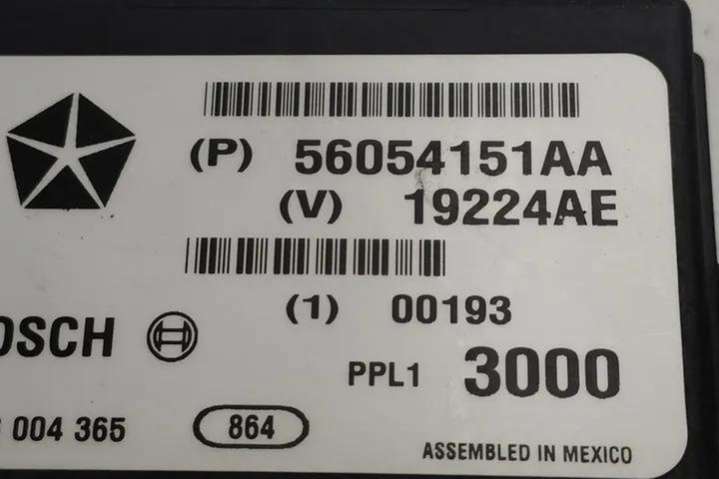 (P) 56054151AA
(V) 19224AE
(1) 00193
OSCH
PPL1 3000
004 365
864
ASSEMBLED IN MEXICO